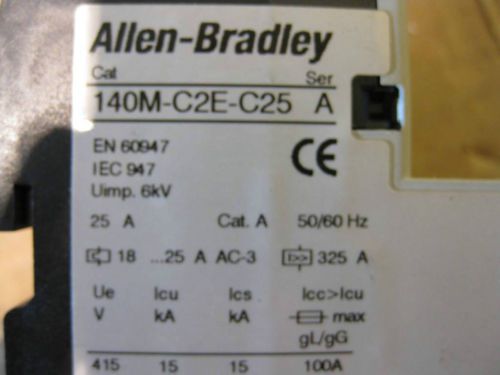 Allen-Bradley
Cat Ser
140M-C2E-C25 A
EN 60947
IEC 947
Uimp. 6kV
CE
25 A Cat. A 50/60 Hz
18 ...25 A AC-3 I>> 325 A
Ue Icu Ics Icc>Icu
V kA kA max
gL/gG
415 15 15 100A